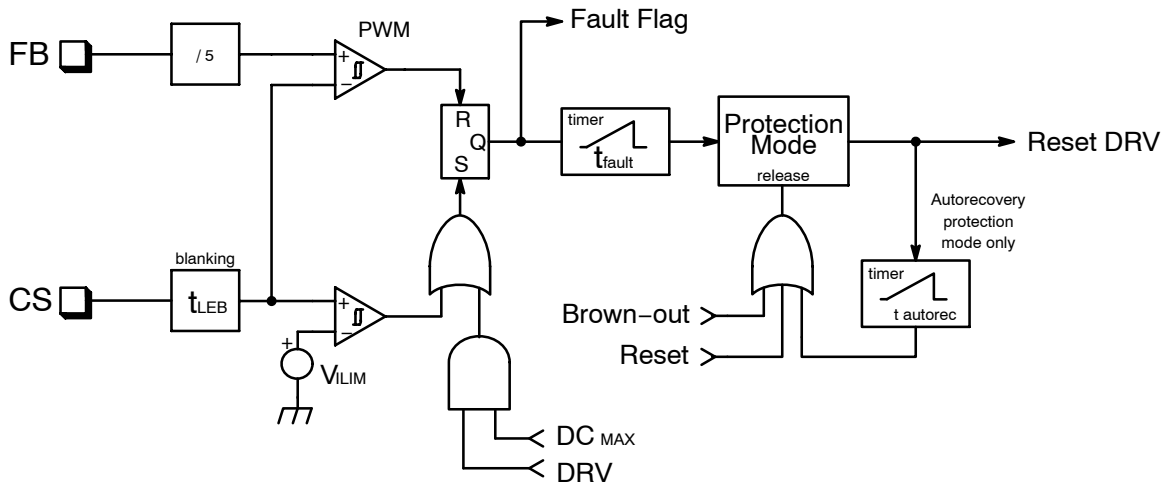 Fault Flag
PWM
FB
/ 5
+
−
R
Q
S
timer
tfault
Protection
Mode
release
Reset DRV
Autorecovery
protection
mode only
blanking
CS
tLEB
+
−
+
VILIM
Brown−out
Reset
timer
t autorec
DC MAX
DRV